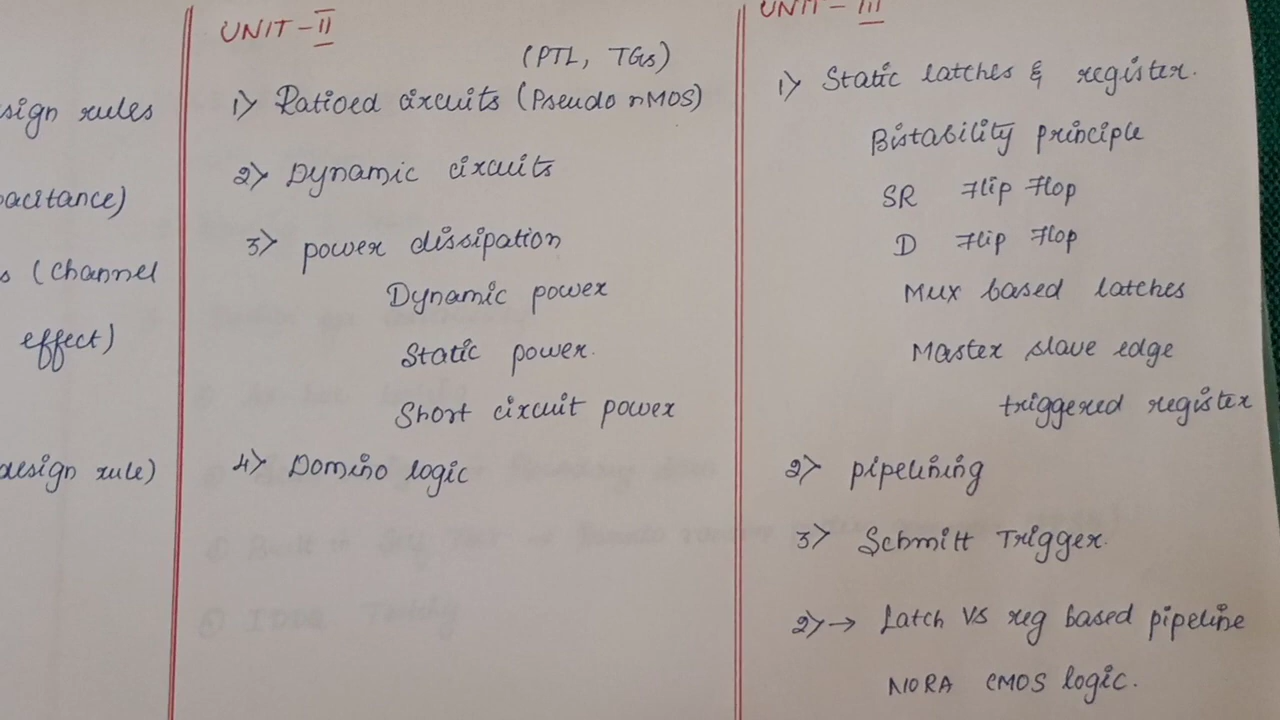 sign rules
pacitance)
s (channel
effect)
design rule)
UNIT - II
(PTL, TGs)
1) Ratioed circuits (Pseudo nMOS)
2) Dynamic circuits
3) power dissipation
Dynamic power
Static power.
Short circuit power
4) Domino logic
UNIT - III
1) Static latches & register.
Bistability principle
SR Flip Flop
D Flip Flop
Mux based latches
Master slave edge
triggered register
2) pipelining
3) Schmitt Trigger.
2) → Latch VS reg based pipeline
NORA CMOS logic.